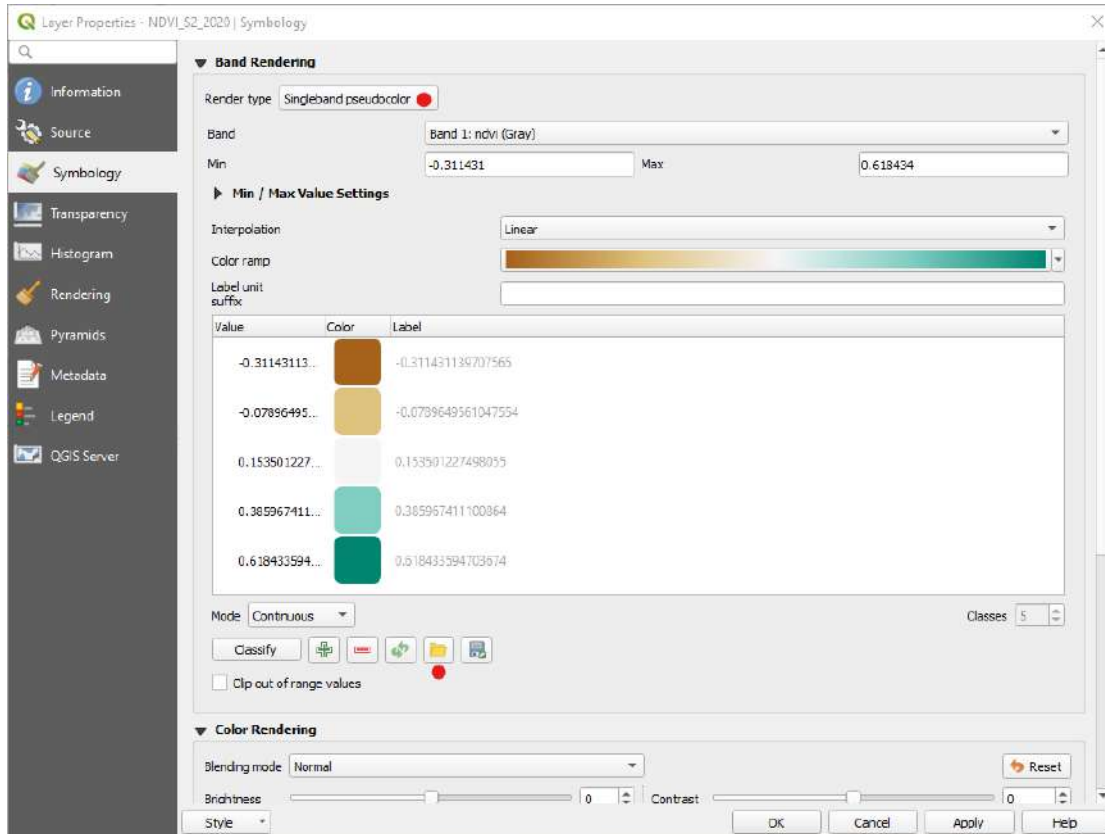 Layer Properties - NDVI_S2_2020 | Symbology
Information
Source
Symbology
Transparency
Histogram
Rendering
Pyramids
Metadata
Legend
QGIS Server
Band Rendering
Render type Singleband pseudocolor
Band Band 1: ndvi (Gray)
Min -0.311431 Max 0.618434
Min / Max Value Settings
Interpolation Linear
Color ramp
Label unit
suffix
Value Color Label
-0.31143113... -0.311431139707565
-0.07896495... -0.0789649561047554
0.153501227... 0.153501227498055
0.385967411... 0.385967411100864
0.618433594... 0.618433594703674
Mode Continuous Classes 5
Classify
Clip out of range values
Color Rendering
Blending mode Normal Reset
Brightness 0 Contrast 0
Style OK Cancel Apply Help